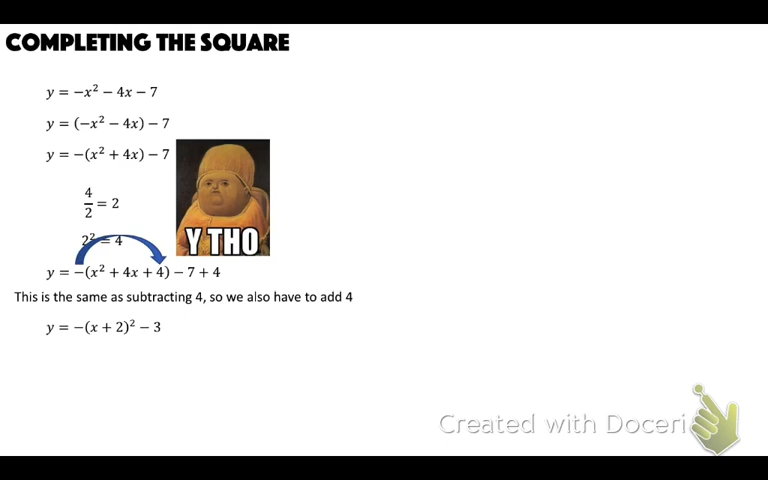 COMPLETING THE SQUARE
y = −x² − 4x − 7
y = (−x² − 4x) − 7
y = −(x² + 4x) − 7
4/2 = 2
2² = 4
Y THO
y = −(x² + 4x + 4) − 7 + 4
This is the same as subtracting 4, so we also have to add 4
y = −(x + 2)² − 3
Created with Doceri